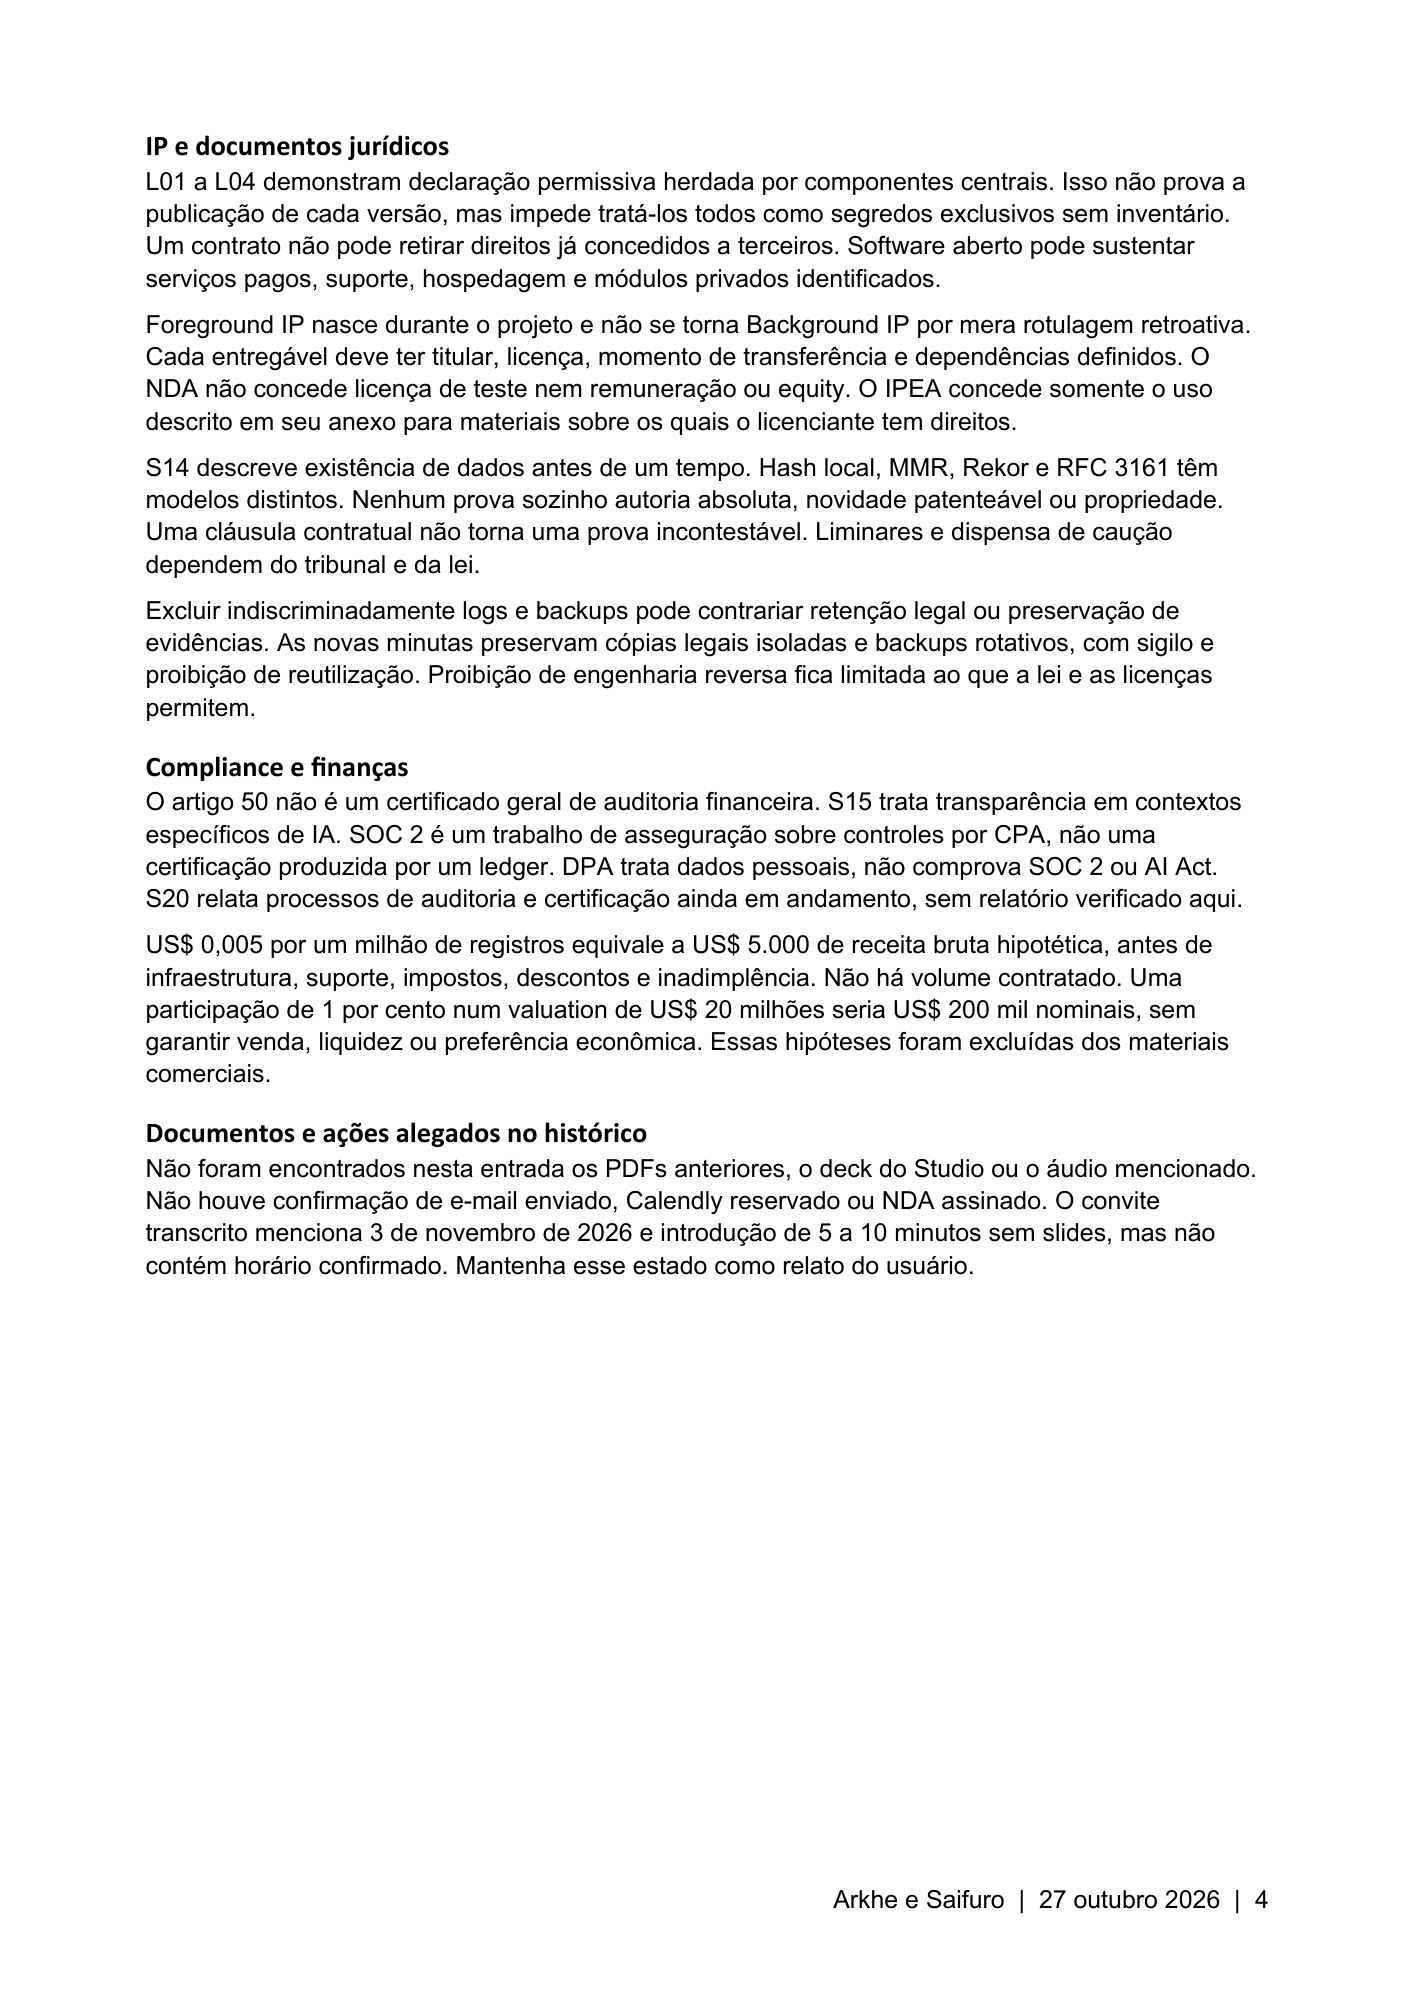 IP e documentos jurídicos
L01 a L04 demonstram declaração permissiva herdada por componentes centrais. Isso não prova a
publicação de cada versão, mas impede tratá-los todos como segredos exclusivos sem inventário.
Um contrato não pode retirar direitos já concedidos a terceiros. Software aberto pode sustentar
serviços pagos, suporte, hospedagem e módulos privados identificados.
Foreground IP nasce durante o projeto e não se torna Background IP por mera rotulagem retroativa.
Cada entregável deve ter titular, licença, momento de transferência e dependências definidos. O
NDA não concede licença de teste nem remuneração ou equity. O IPEA concede somente o uso
descrito em seu anexo para materiais sobre os quais o licenciante tem direitos.
S14 descreve existência de dados antes de um tempo. Hash local, MMR, Rekor e RFC 3161 têm
modelos distintos. Nenhum prova sozinho autoria absoluta, novidade patenteável ou propriedade.
Uma cláusula contratual não torna uma prova incontestável. Liminares e dispensa de caução
dependem do tribunal e da lei.
Excluir indiscriminadamente logs e backups pode contrariar retenção legal ou preservação de
evidências. As novas minutas preservam cópias legais isoladas e backups rotativos, com sigilo e
proibição de reutilização. Proibição de engenharia reversa fica limitada ao que a lei e as licenças
permitem.
Compliance e finanças
O artigo 50 não é um certificado geral de auditoria financeira. S15 trata transparência em contextos
específicos de IA. SOC 2 é um trabalho de asseguração sobre controles por CPA, não uma
certificação produzida por um ledger. DPA trata dados pessoais, não comprova SOC 2 ou AI Act.
S20 relata processos de auditoria e certificação ainda em andamento, sem relatório verificado aqui.
US$ 0,005 por um milhão de registros equivale a US$ 5.000 de receita bruta hipotética, antes de
infraestrutura, suporte, impostos, descontos e inadimplência. Não há volume contratado. Uma
participação de 1 por cento num valuation de US$ 20 milhões seria US$ 200 mil nominais, sem
garantir venda, liquidez ou preferência econômica. Essas hipóteses foram excluídas dos materiais
comerciais.
Documentos e ações alegados no histórico
Não foram encontrados nesta entrada os PDFs anteriores, o deck do Studio ou o áudio mencionado.
Não houve confirmação de e-mail enviado, Calendly reservado ou NDA assinado. O convite
transcrito menciona 3 de novembro de 2026 e introdução de 5 a 10 minutos sem slides, mas não
contém horário confirmado. Mantenha esse estado como relato do usuário.
Arkhe e Saifuro | 27 outubro 2026 | 4